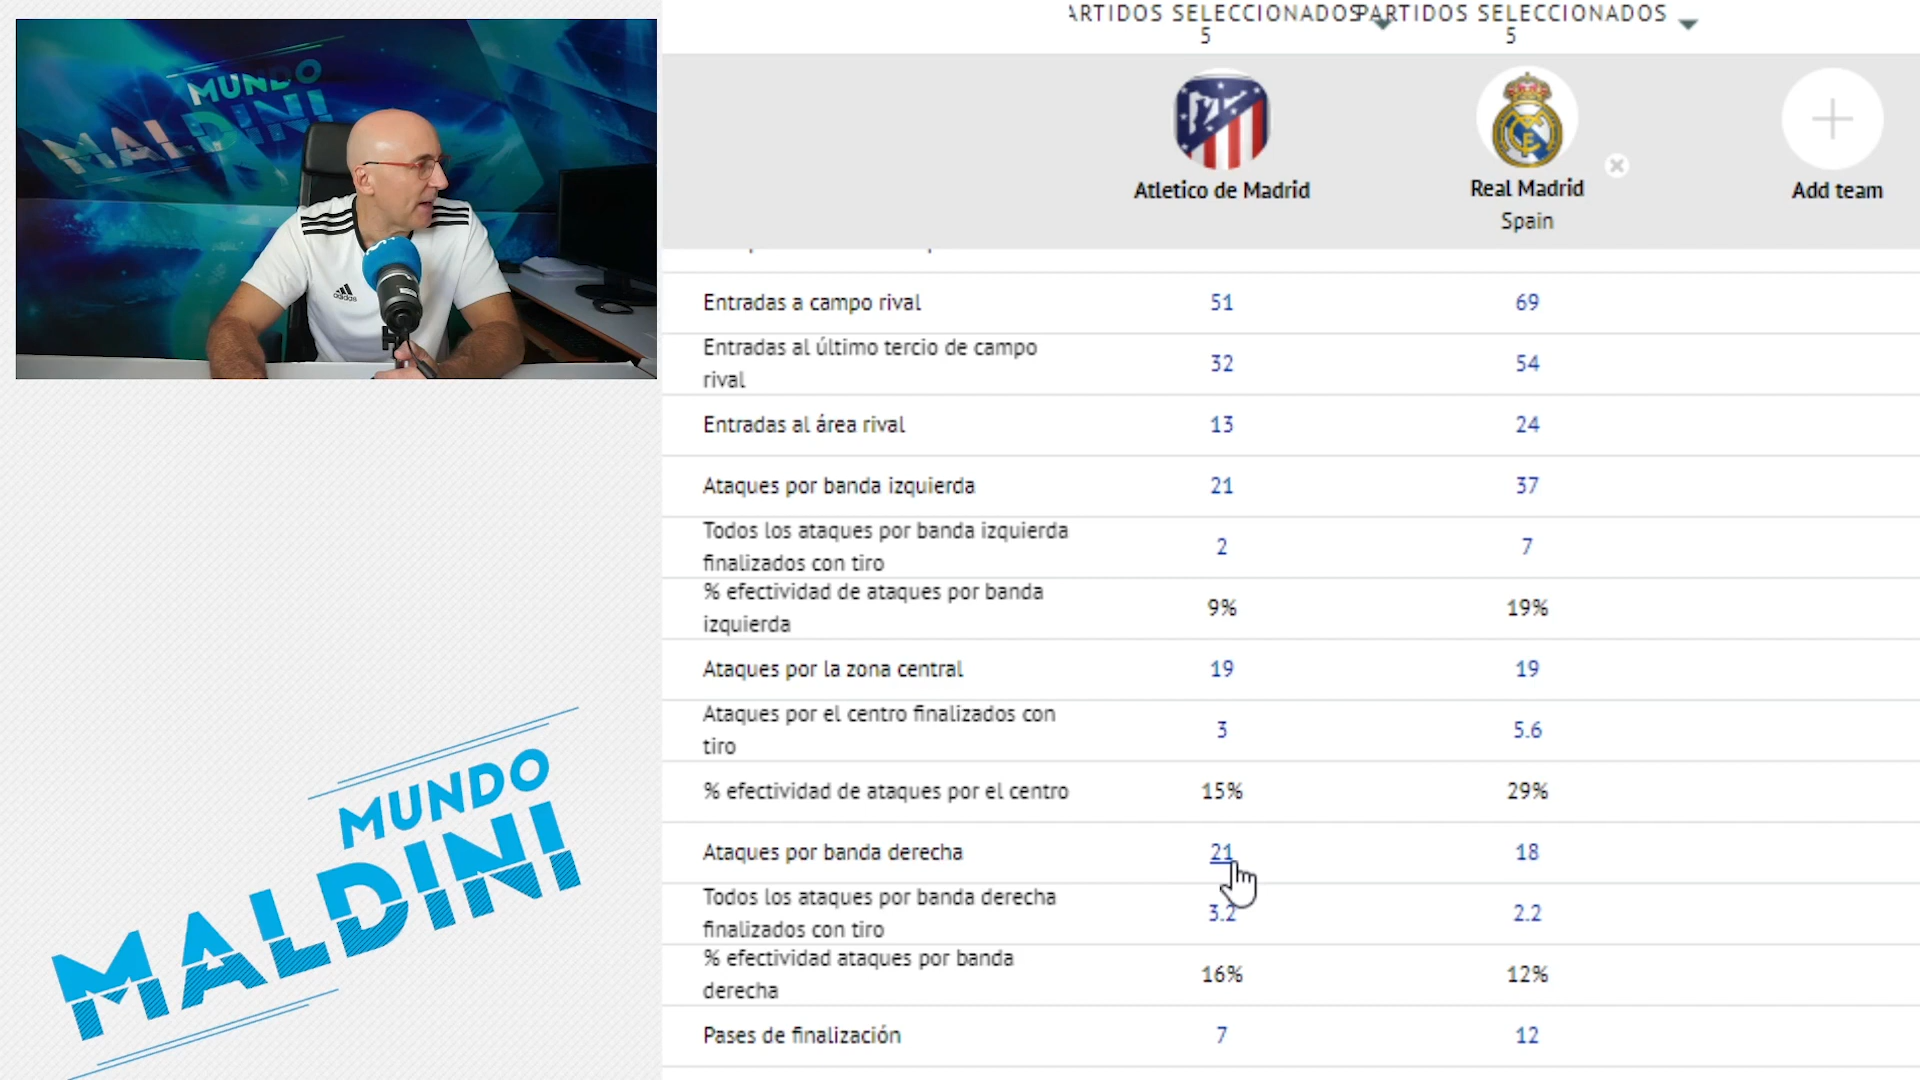 MUNDO
MALDINI
adidas
MUNDO
MALDINI
ARTIDOS SELECCIONADOS
5
PARTIDOS SELECCIONADOS
5
Atletico de Madrid
Real Madrid
Spain
Add team
Entradas a campo rival 51 69
Entradas al último tercio de campo
rival 32 54
Entradas al área rival 13 24
Ataques por banda izquierda 21 37
Todos los ataques por banda izquierda
finalizados con tiro 2 7
% efectividad de ataques por banda
izquierda 9% 19%
Ataques por la zona central 19 19
Ataques por el centro finalizados con
tiro 3 5.6
% efectividad de ataques por el centro 15% 29%
Ataques por banda derecha 21 18
Todos los ataques por banda derecha
finalizados con tiro 3.2 2.2
% efectividad ataques por banda
derecha 16% 12%
Pases de finalización 7 12